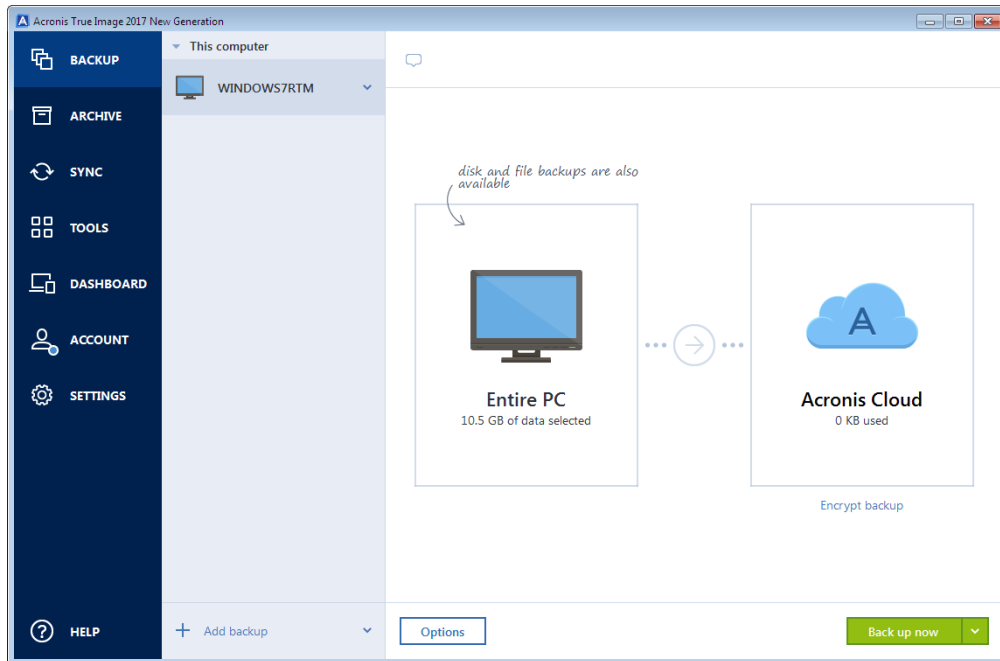 Acronis True Image 2017 New Generation
BACKUP
ARCHIVE
SYNC
TOOLS
DASHBOARD
ACCOUNT
SETTINGS
HELP
This computer
WINDOWS7RTM
Add backup
disk and file backups are also
available
Entire PC
10.5 GB of data selected
Acronis Cloud
0 KB used
Encrypt backup
Options
Back up now